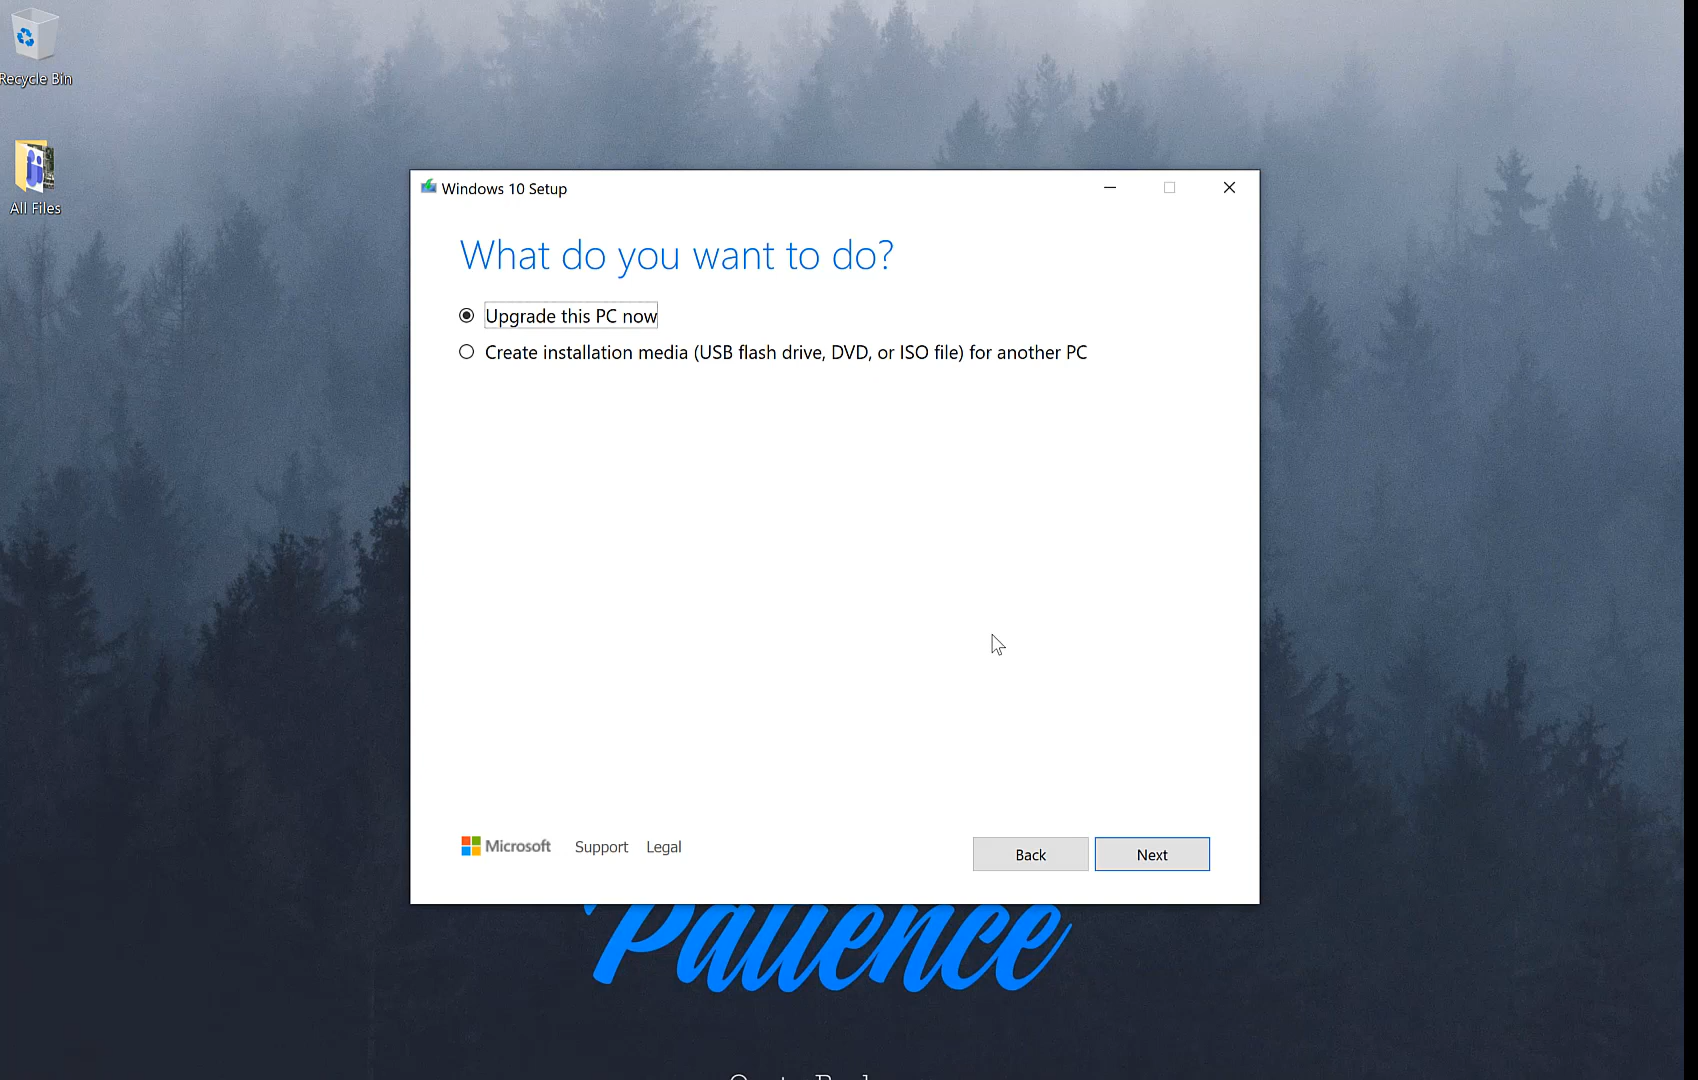 Recycle Bin
All Files
Windows 10 Setup
What do you want to do?
Upgrade this PC now
Create installation media (USB flash drive, DVD, or ISO file) for another PC
Microsoft Support Legal
Back Next
Patience